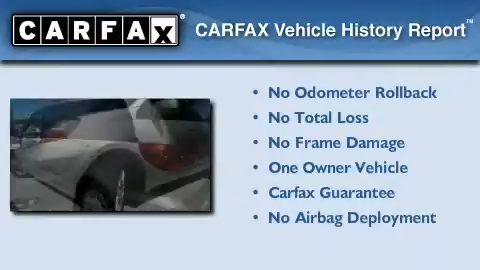 CARFAX® CARFAX Vehicle History Report™
• No Odometer Rollback
• No Total Loss
• No Frame Damage
• One Owner Vehicle
• Carfax Guarantee
• No Airbag Deployment